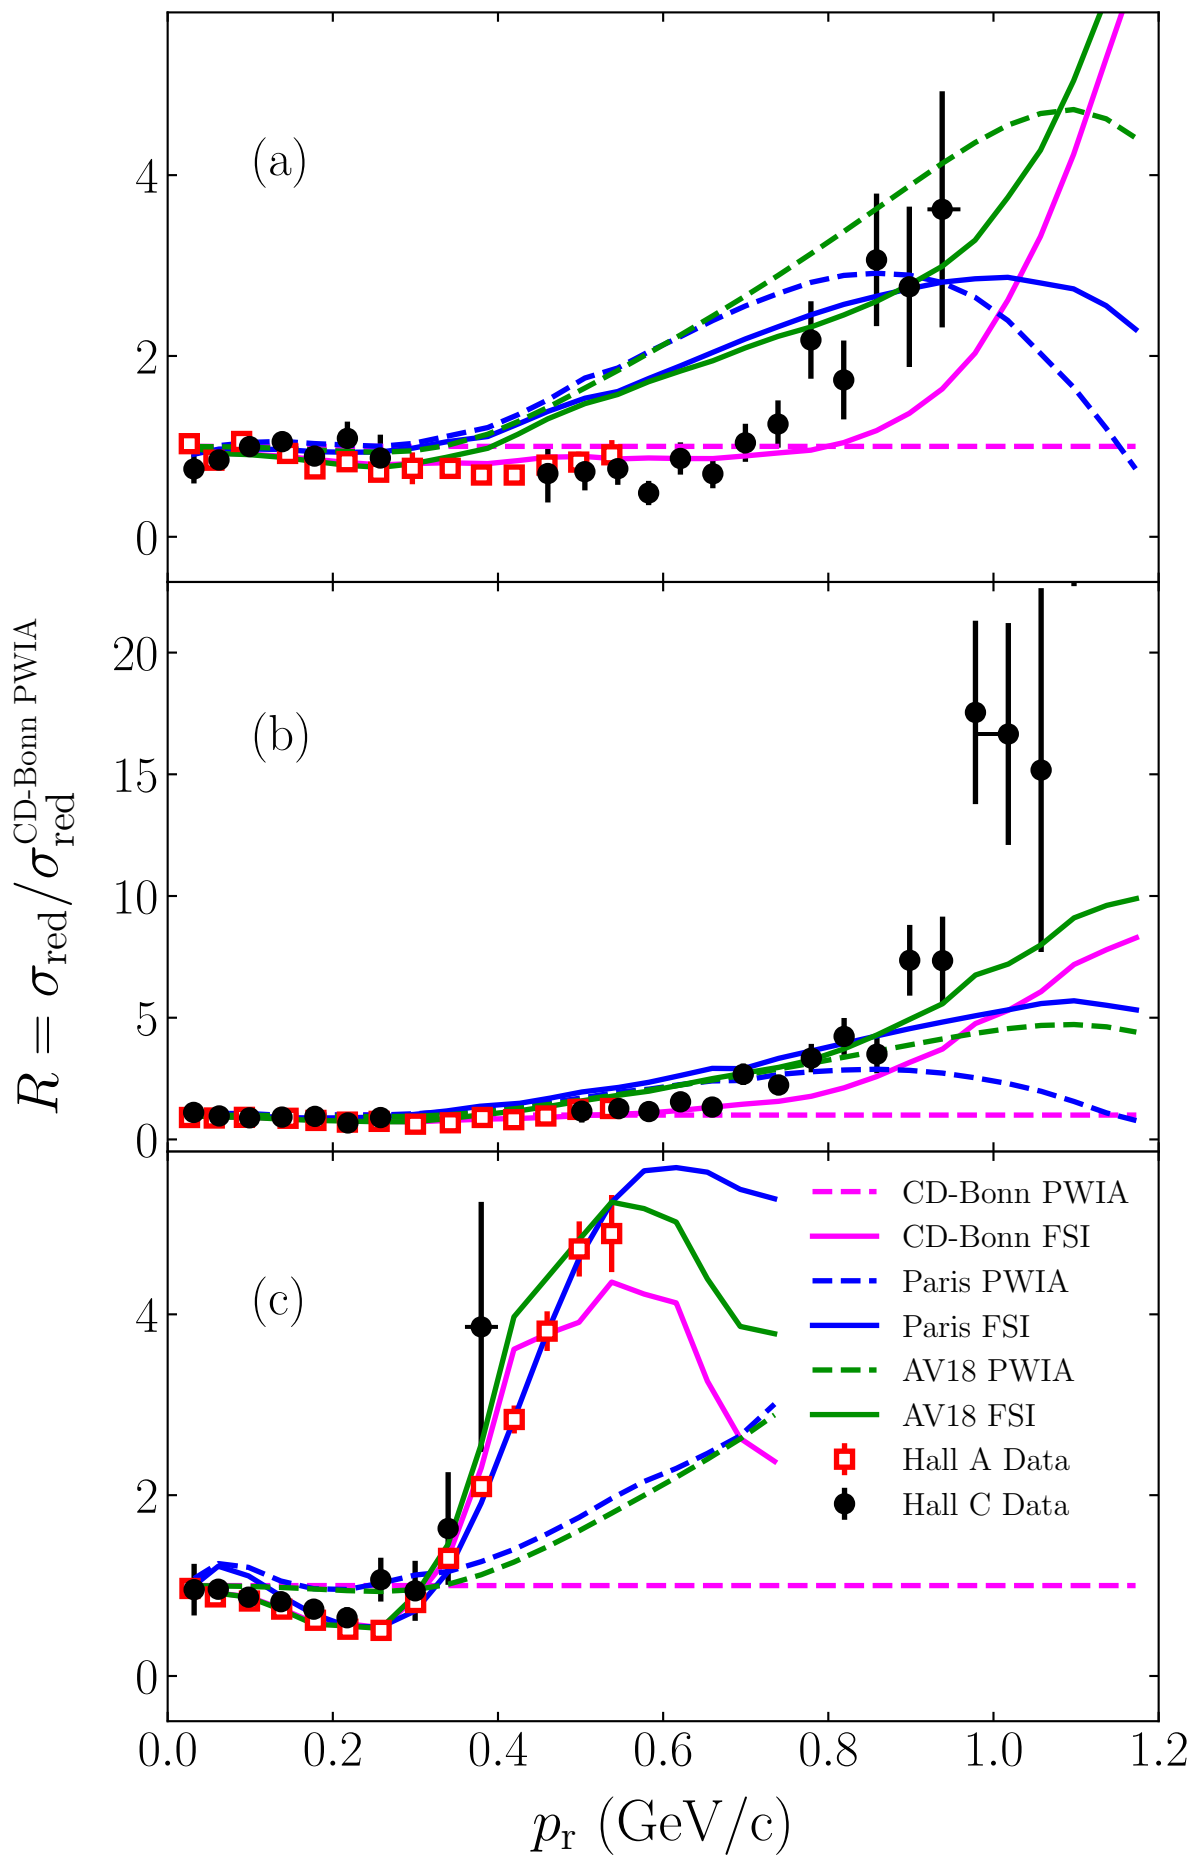 (a)
4
2
0
R = σred/σredCD-Bonn PWIA
(b)
20
15
10
5
0
(c)
4
2
0
CD-Bonn PWIA
CD-Bonn FSI
Paris PWIA
Paris FSI
AV18 PWIA
AV18 FSI
Hall A Data
Hall C Data
0.0 0.2 0.4 0.6 0.8 1.0 1.2
pr (GeV/c)